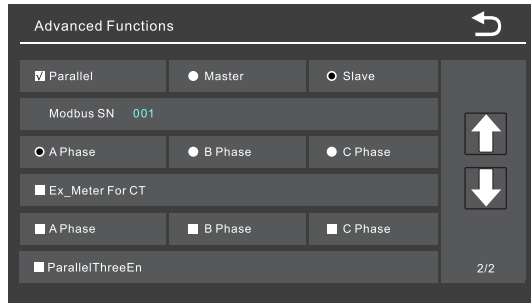 Advanced Functions
Parallel Master Slave
Modbus SN 001
A Phase B Phase C Phase
Ex_Meter For CT
A Phase B Phase C Phase
ParallelThreeEn
2/2